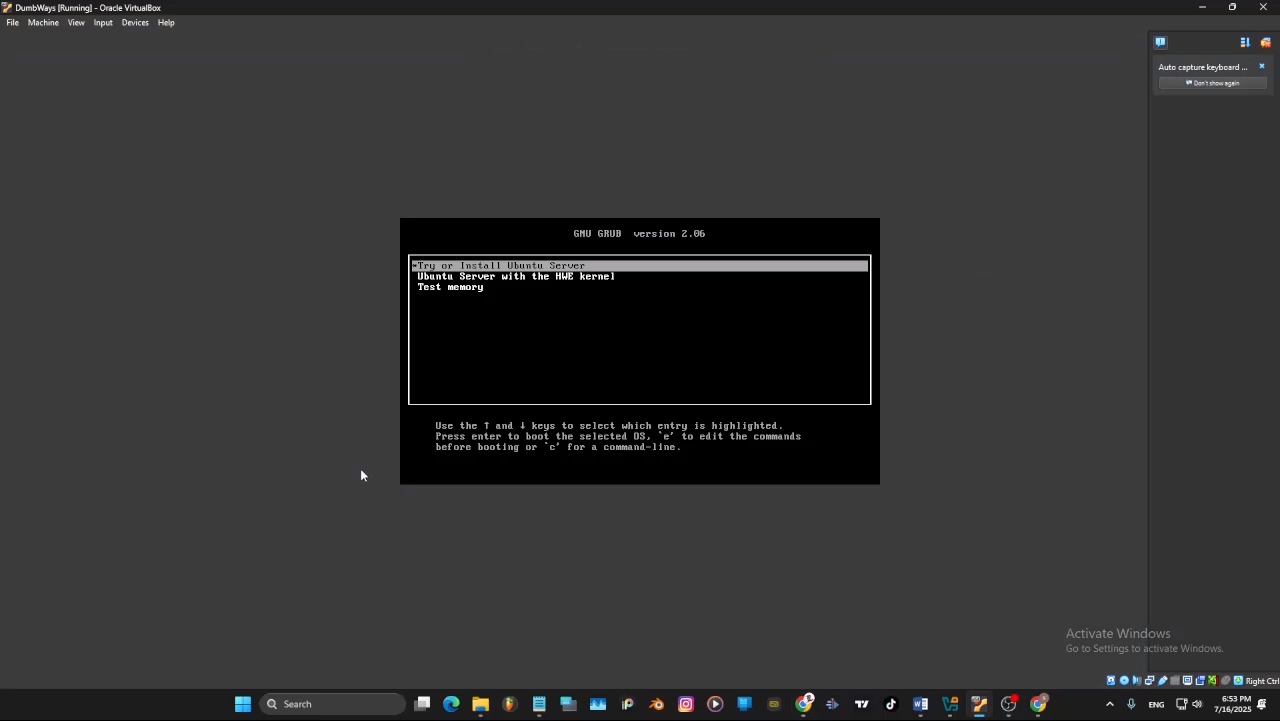 DumbWays [Running] - Oracle VirtualBox
File Machine View Input Devices Help
Auto capture keyboard ...
Don't show again
GNU GRUB version 2.06
*Try or Install Ubuntu Server
Ubuntu Server with the HWE kernel
Test memory
Use the ↑ and ↓ keys to select which entry is highlighted.
Press enter to boot the selected OS, `e' to edit the commands
before booting or `c' for a command-line.
Activate Windows
Go to Settings to activate Windows.
Right Ctrl
Search
ENG
6:53 PM
7/16/2025